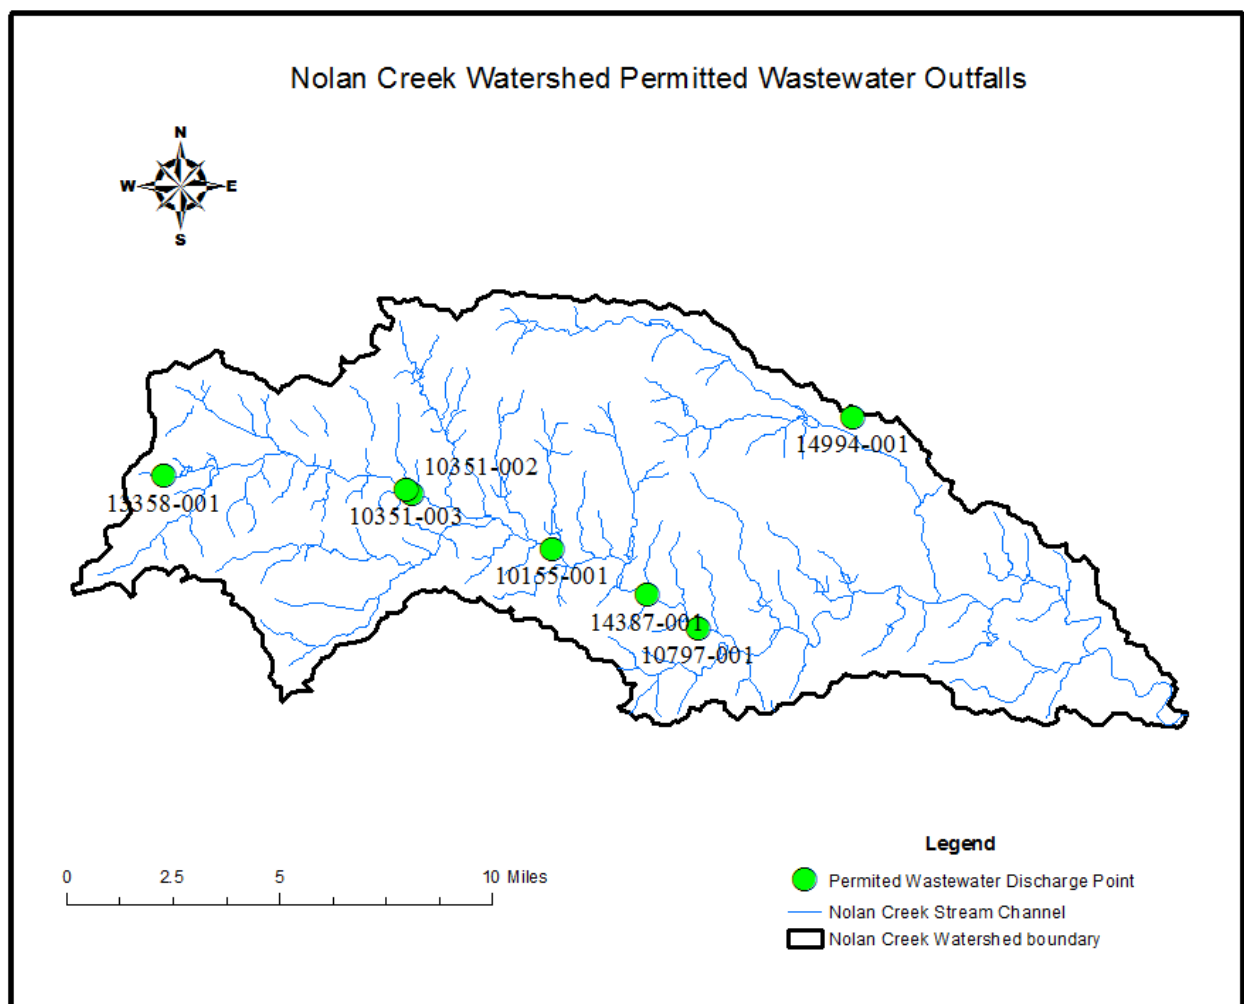 Nolan Creek Watershed Permitted Wastewater Outfalls
N
W E
S
14994-001
10351-002
13358-001
10351-003
10155-001
14387-001
10797-001
Legend
0 2.5 5 10 Miles
Permited Wastewater Discharge Point
Nolan Creek Stream Channel
Nolan Creek Watershed boundary